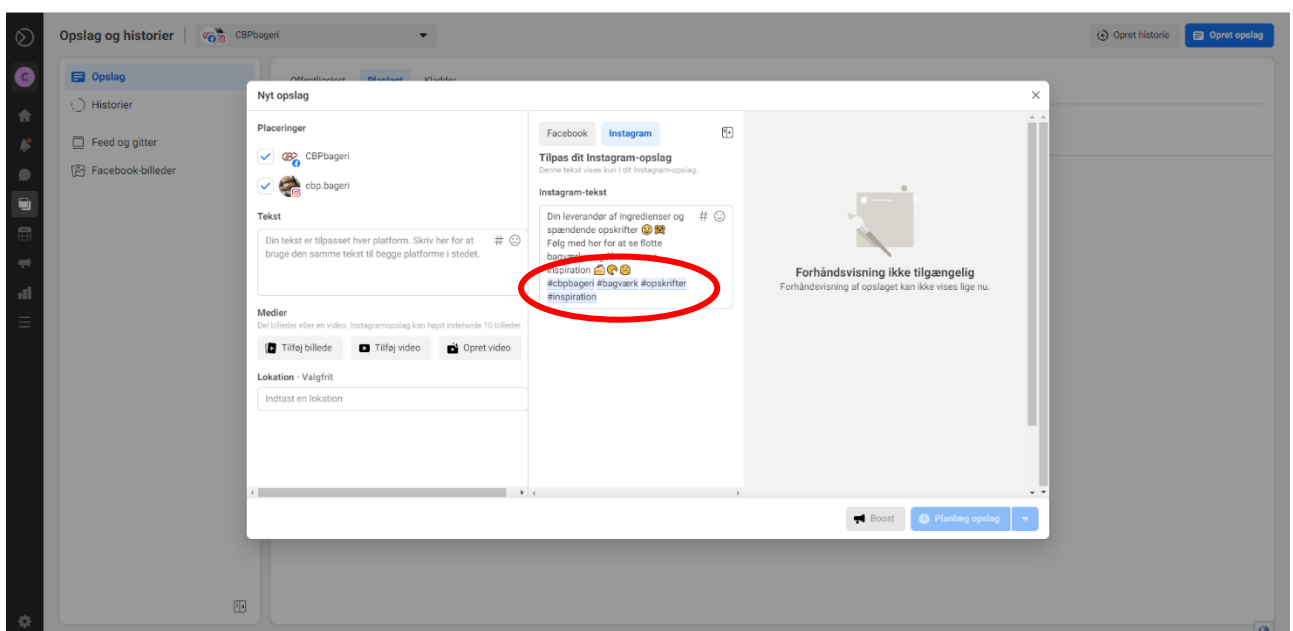 Opslag og historier
CBPbageri
Opret historie
Opret opslag
C
Opslag
Historier
Feed og gitter
Facebook-billeder
Offentliggjort
Planlagt
Kladder
Nyt opslag
Placeringer
CBPbageri
cbp.bageri
Tekst
Din tekst er tilpasset hver platform. Skriv her for at
bruge den samme tekst til begge platforme i stedet.
Medier
Del billeder eller en video. Instagramopslag kan højst indeholde 10 billeder.
Tilføj billede
Tilføj video
Opret video
Lokation · Valgfrit
Indtast en lokation
Facebook
Instagram
Tilpas dit Instagram-opslag
Denne tekst vises kun i dit Instagram-opslag.
Instagram-tekst
Din leverandør af ingredienser og
spændende opskrifter
Følg med her for at se flotte
inspiration
#cbpbageri #bagværk #opskrifter
#inspiration
Forhåndsvisning ikke tilgængelig
Forhåndsvisning af opslaget kan ikke vises lige nu.
Boost
Planlæg opslag